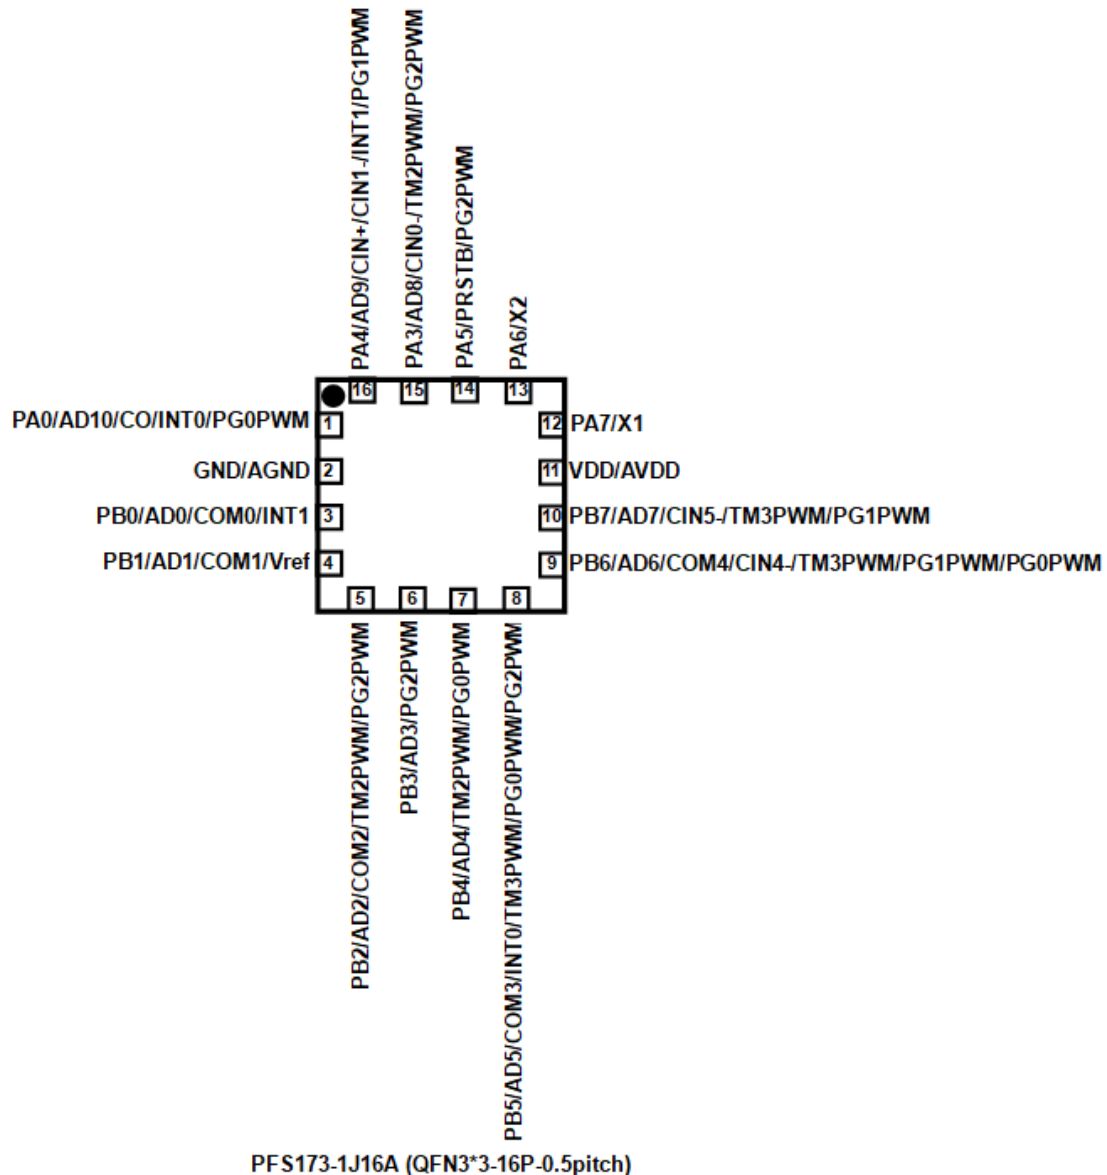 PA4/AD9/CIN+/CIN1-/INT1/PG1PWM
PA3/AD8/CIN0-/TM2PWM/PG2PWM
PA5/PRSTB/PG2PWM
PA6/X2
16
15
14
13
PA0/AD10/CO/INT0/PG0PWM 1
12 PA7/X1
GND/AGND 2
11 VDD/AVDD
PB0/AD0/COM0/INT1 3
10 PB7/AD7/CIN5-/TM3PWM/PG1PWM
PB1/AD1/COM1/Vref 4
9 PB6/AD6/COM4/CIN4-/TM3PWM/PG1PWM/PG0PWM
5
6
7
8
PB2/AD2/COM2/TM2PWM/PG2PWM
PB3/AD3/PG2PWM
PB4/AD4/TM2PWM/PG0PWM
PB5/AD5/COM3/INT0/TM3PWM/PG0PWM/PG2PWM
PFS173-1J16A (QFN3*3-16P-0.5pitch)